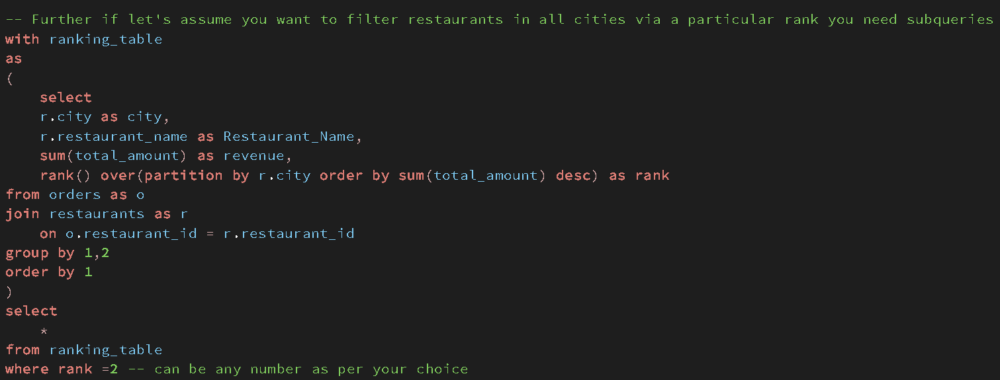 -- Further if let's assume you want to filter restaurants in all cities via a particular rank you need subqueries
with ranking_table
as
(
    select
    r.city as city,
    r.restaurant_name as Restaurant_Name,
    sum(total_amount) as revenue,
    rank() over(partition by r.city order by sum(total_amount) desc) as rank
from orders as o
join restaurants as r
    on o.restaurant_id = r.restaurant_id
group by 1,2
order by 1
)
select
    *
from ranking_table
where rank =2 -- can be any number as per your choice